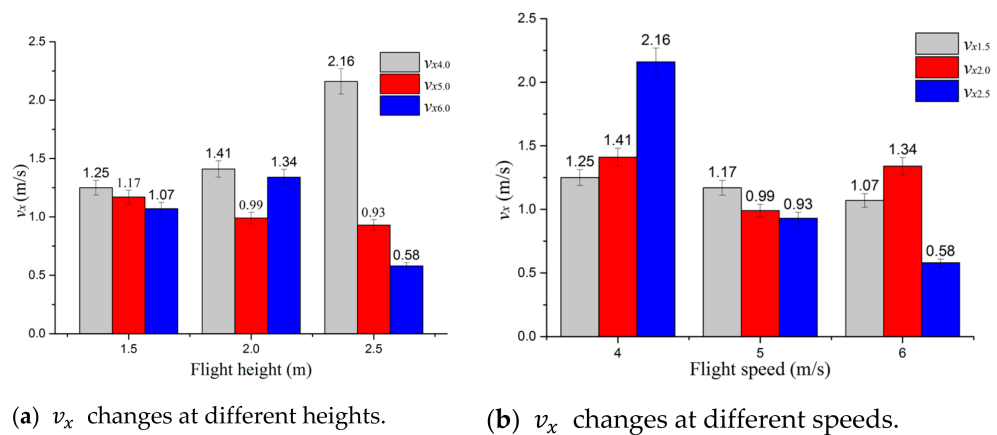 2.5
2.0
1.5
1.0
0.5
0.0
vx (m/s)
1.25
1.17
1.07
1.41
0.99
1.34
2.16
0.93
0.58
vx4.0
vx5.0
vx6.0
1.5 2.0 2.5
Flight height (m)
(a) vx changes at different heights.
2.5
2.0
1.5
1.0
0.5
0.0
vx (m/s)
1.25
1.41
2.16
1.17
0.99
0.93
1.07
1.34
0.58
vx1.5
vx2.0
vx2.5
4 5 6
Flight speed (m/s)
(b) vx changes at different speeds.